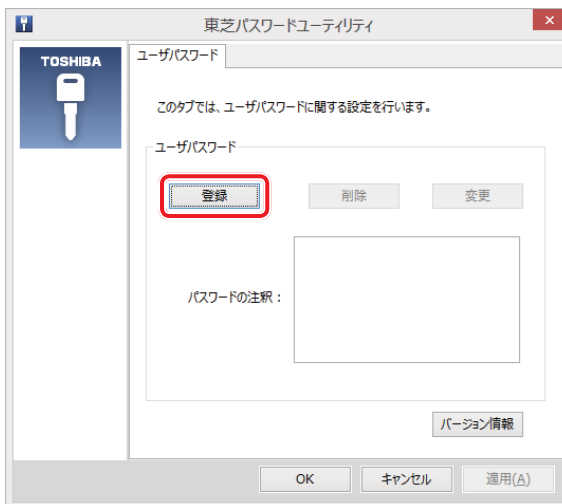 東芝パスワードユーティリティ
TOSHIBA
ユーザパスワード
このタブでは、ユーザパスワードに関する設定を行います。
ユーザパスワード
登録 削除 変更
パスワードの注釈：
バージョン情報
OK キャンセル 適用(A)